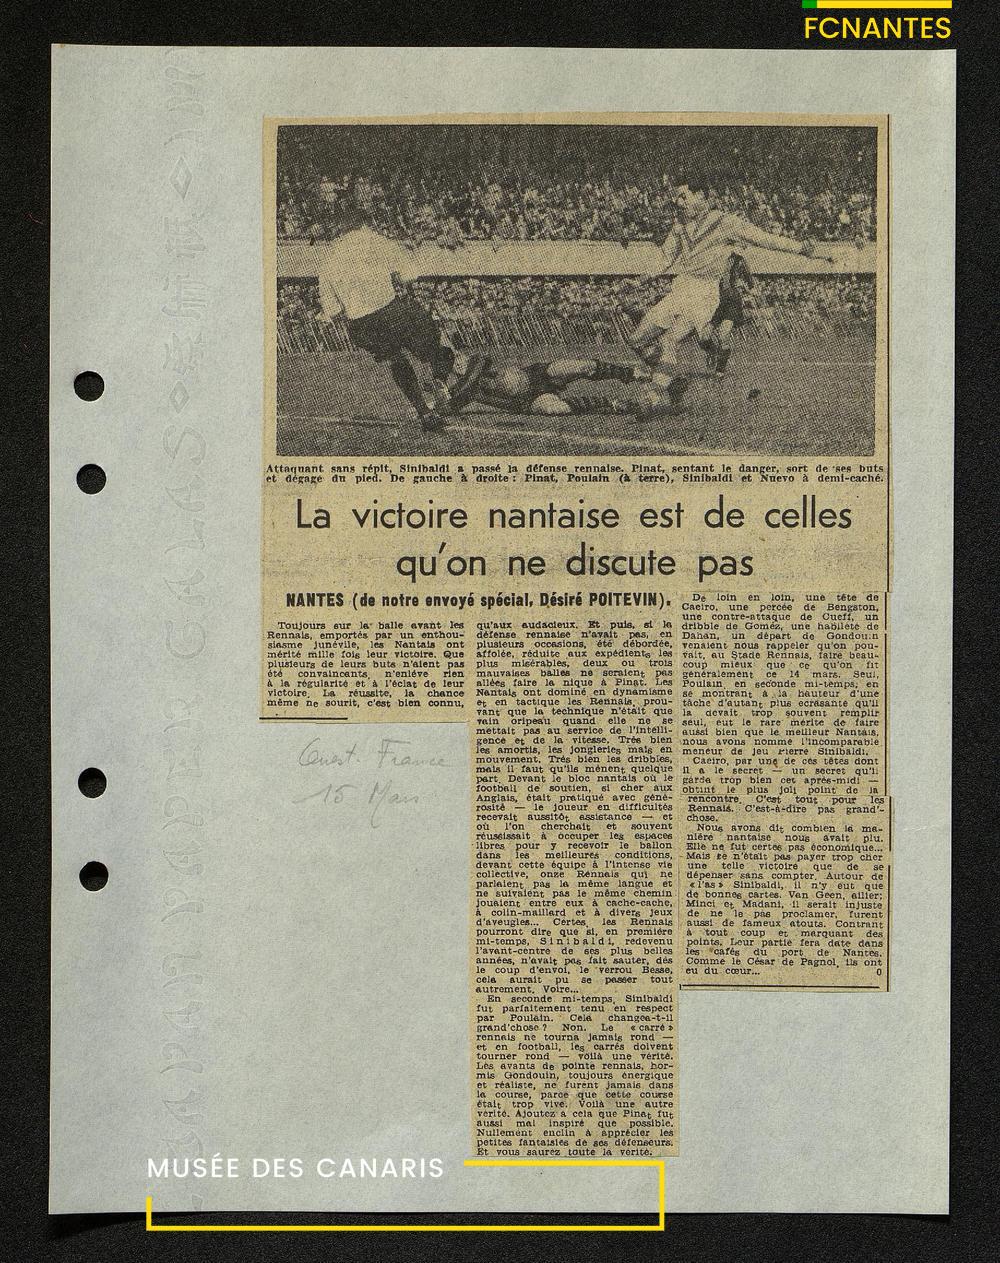 FCNANTES
Attaquant sans répit, Sinibaldi a passé la défense rennaise. Pinat, sentant le danger, sort de ses buts
et dégage du pied. De gauche à droite : Pinat, Poulain (à terre), Sinibaldi et Nuevo à demi-caché.
La victoire nantaise est de celles
qu'on ne discute pas
NANTES (de notre envoyé spécial, Désiré POITEVIN).
Toujours sur la balle avant les
Rennais, emportés par un enthou-
siasme juvénile, les Nantais ont
mérité mille fois leur victoire. Que
plusieurs de leurs buts n'aient pas
été convaincants n'enlève rien
à la régularité et à l'éclat de leur
victoire. La réussite, la chance
même ne sourit, c'est bien connu,
Ouest-France
15 Mars
qu'aux audacieux. Et puis, si la
défense rennaise n'avait pas, en
plusieurs occasions, été débordée,
affolée, réduite aux expédients les
plus misérables, deux ou trois
mauvaises balles ne seraient pas
allées faire la nique à Pinat. Les
Nantais ont dominé en dynamisme
et en tactique les Rennais, prou-
vant que la technique n'était que
vain oripeau quand elle ne se
mettait pas au service de l'intelli-
gence et de la vitesse. Très bien
les amortis, les jongleries mais en
mouvement. Très bien les dribbles,
mais il faut qu'ils mènent quelque
part. Devant le bloc nantais où le
football de soutien, si cher aux
Anglais, était pratiqué avec géné-
rosité — le joueur en difficultés
recevait aussitôt assistance — et
où l'on cherchait et souvent
réussissait à occuper les espaces
libres pour y recevoir le ballon
dans les meilleures conditions,
devant cette équipe à l'intense vie
collective, onze Rennais qui ne
parlaient pas la même langue et
ne suivaient pas le même chemin
jouaient entre eux à cache-cache,
à colin-maillard et à divers jeux
d'aveugles... Certes, les Rennais
pourront dire que si, en première
mi-temps, Sinibaldi, redevenu
l'avant-centre de ses plus belles
années, n'avait pas fait sauter, dès
le coup d'envoi, le verrou Besse,
cela aurait pu se passer tout
autrement. Voire...
En seconde mi-temps, Sinibaldi
fut parfaitement tenu en respect
par Poulain. Cela changea-t-il
grand'chose ? Non. Le « carré »
rennais ne tourna jamais rond —
et en football, les carrés doivent
tourner rond — voilà une vérité.
Les avants de pointe rennais, hor-
mis Gondouin, toujours énergique
et réaliste, ne furent jamais dans
la course, parce que cette course
était trop vive. Voilà une autre
vérité. Ajoutez à cela que Pinat fut
aussi mal inspiré que possible.
Nullement enclin à apprécier les
petites fantaisies de ses défenseurs.
Et vous saurez toute la vérité.
De loin en loin, une tête de
Caeiro, une percée de Bengston,
une contre-attaque de Cueff, un
dribble de Gomez, une habileté de
Dahan, un départ de Gondouin
venaient nous rappeler qu'on pou-
vait, au Stade Rennais, faire beau-
coup mieux que ce qu'on fit
généralement ce 14 mars. Seul,
Poulain, en seconde mi-temps, en
se montrant à la hauteur d'une
tâche d'autant plus écrasante qu'il
la devait trop souvent remplir
seul, eut le rare mérite de faire
aussi bien que le meilleur Nantais,
nous avons nommé l'incomparable
meneur de jeu Pierre Sinibaldi.
Caeiro, par une de ces têtes dont
il a le secret — un secret qu'il
garda trop bien cet après-midi —
obtint le plus joli point de la
rencontre. C'est tout pour les
Rennais. C'est-à-dire pas grand'-
chose.
Nous avons dit combien la ma-
nière nantaise nous avait plu.
Elle ne fut certes pas économique...
Mais ce n'était pas payer trop cher
une telle victoire que de se
dépenser sans compter. Autour de
« l'as » Sinibaldi, il n'y eut que
de bonnes cartes. Van Geen, ailier;
Minci et Madani, il serait injuste
de ne le pas proclamer, furent
aussi de fameux atouts. Contrant
à tout coup et marquant des
points. Leur partie fera date dans
les cafés du port de Nantes.
Comme le César de Pagnol, ils ont
eu du cœur...
MUSÉE DES CANARIS